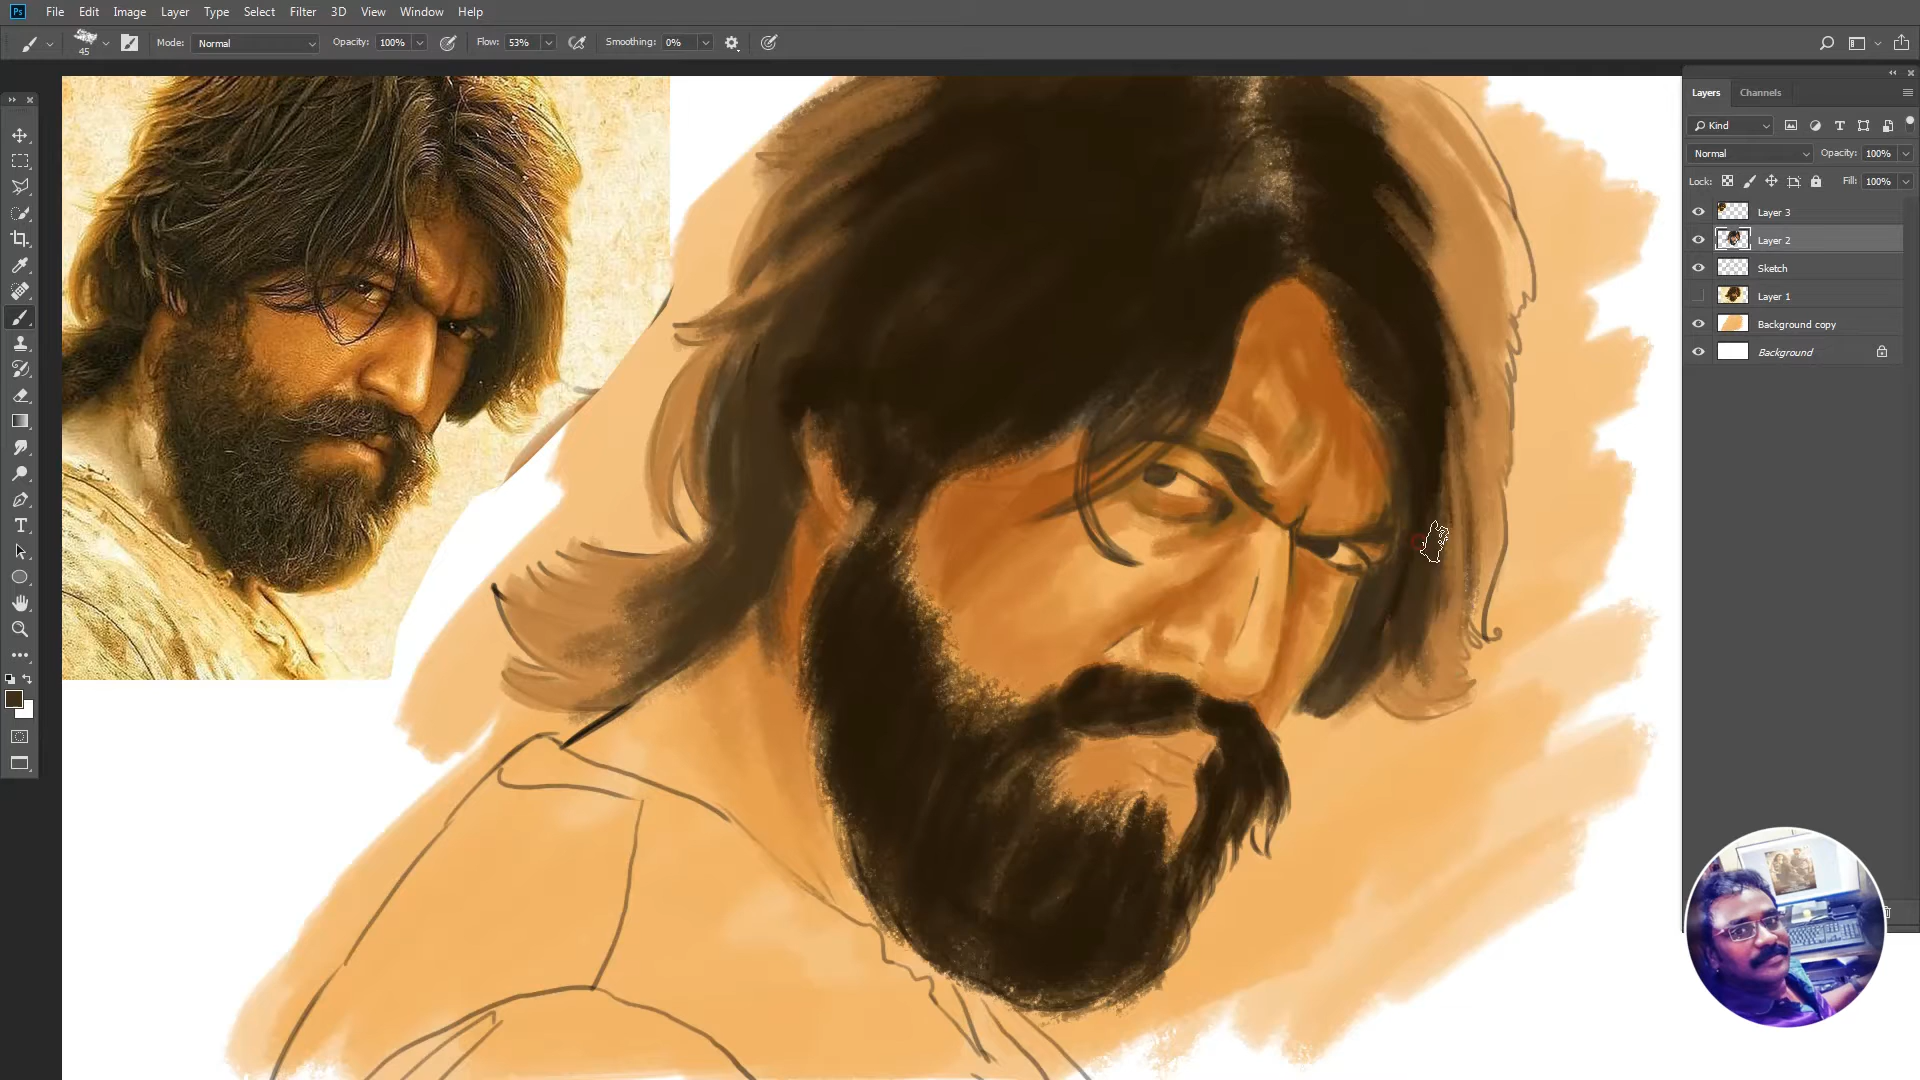 Ps File Edit Image Layer Type Select Filter 3D View Window Help
45 Mode: Normal Opacity: 100% Flow: 53% Smoothing: 0%
Layers Channels
Kind
Normal Opacity: 100%
Lock: Fill: 100%
Layer 3
Layer 2
Sketch
Layer 1
Background copy
Background